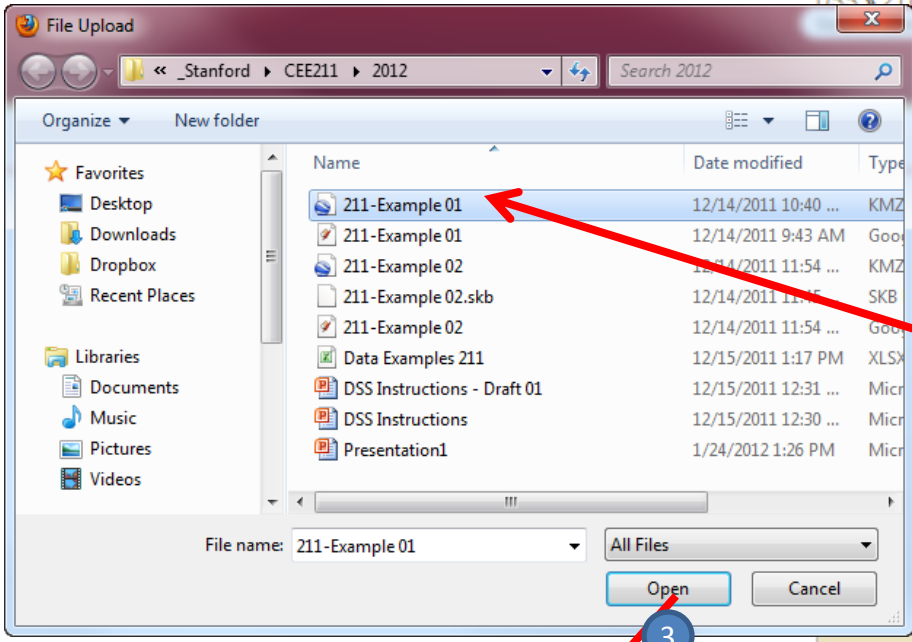 File Upload
« _Stanford ▸ CEE211 ▸ 2012
Search 2012
Organize
New folder
Name
Date modified
Type
Favorites
Desktop
Downloads
Dropbox
Recent Places
Libraries
Documents
Music
Pictures
Videos
211-Example 01 12/14/2011 10:40 ... KMZ
211-Example 01 12/14/2011 9:43 AM Goo
211-Example 02 12/14/2011 11:54 ... KMZ
211-Example 02.skb 12/14/2011 11:45 ... SKB
211-Example 02 12/14/2011 11:54 ... Goo
Data Examples 211 12/15/2011 1:17 PM XLSX
DSS Instructions - Draft 01 12/15/2011 12:31 ... Micr
DSS Instructions 12/15/2011 12:30 ... Micr
Presentation1 1/24/2012 1:26 PM Micr
File name: 211-Example 01
All Files
Open
Cancel
3